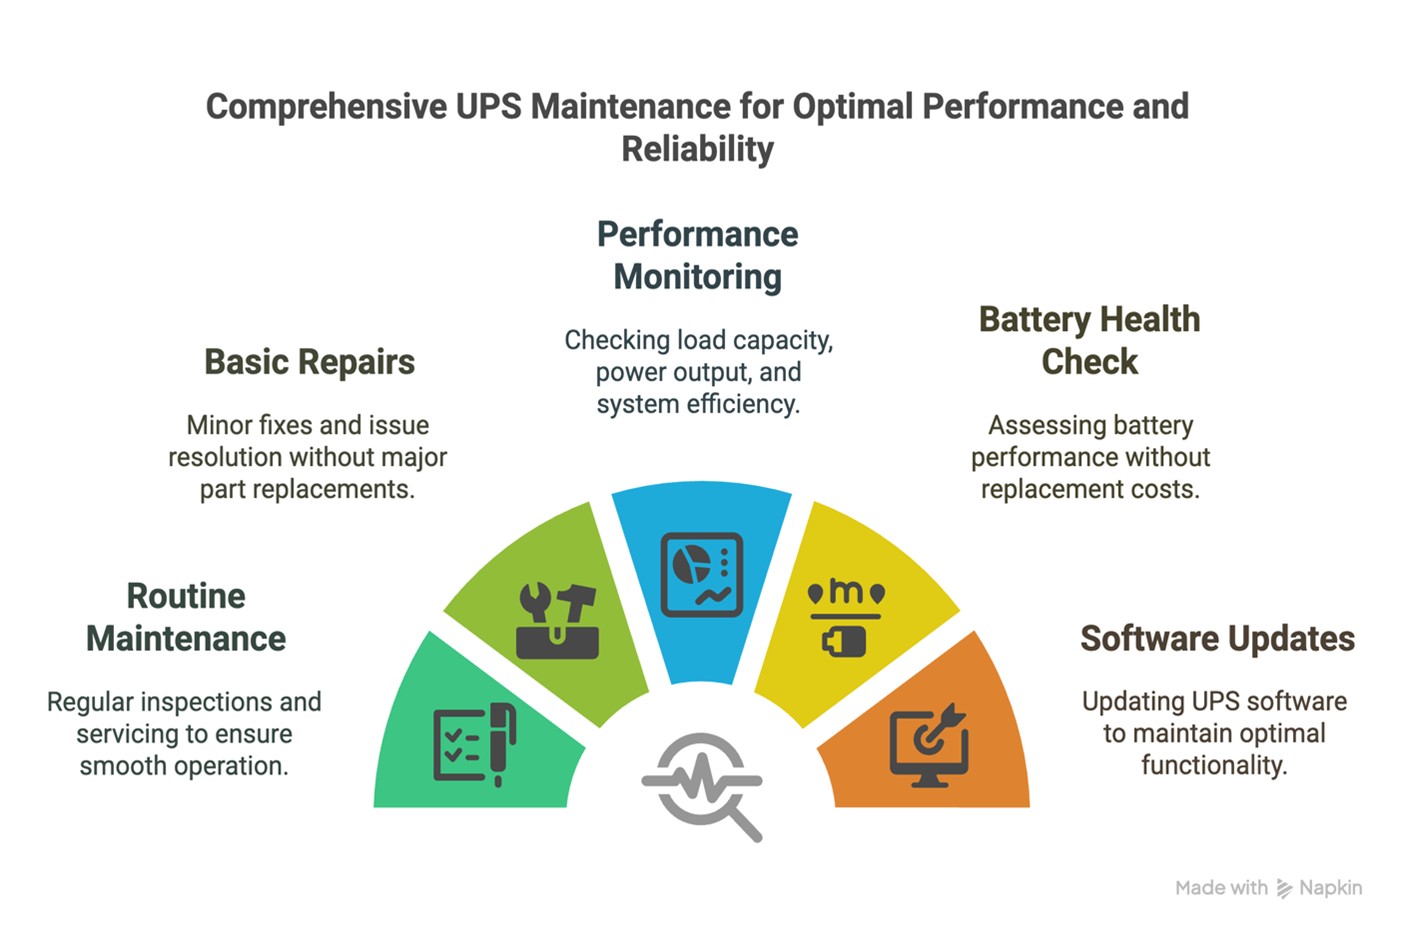 Comprehensive UPS Maintenance for Optimal Performance and
Reliability
Performance
Monitoring
Checking load capacity,
power output, and
system efficiency.
Battery Health
Check
Assessing battery
performance without
replacement costs.
Basic Repairs
Minor fixes and issue
resolution without major
part replacements.
Routine
Maintenance
Regular inspections and
servicing to ensure
smooth operation.
Software Updates
Updating UPS software
to maintain optimal
functionality.
m
Made with Napkin